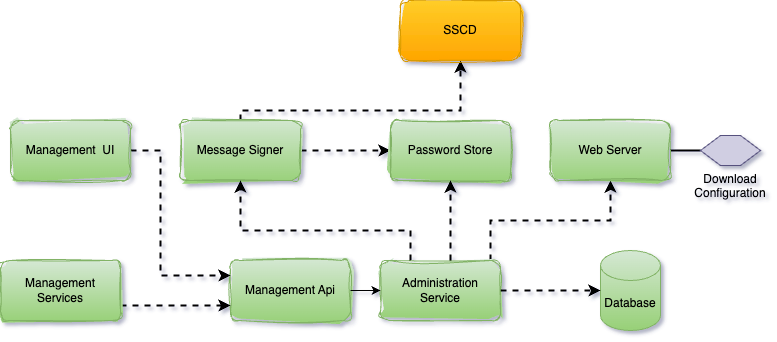 SSCD
Management UI
Message Signer
Password Store
Web Server
Download
Configuration
Management
Services
Management Api
Administration
Service
Database